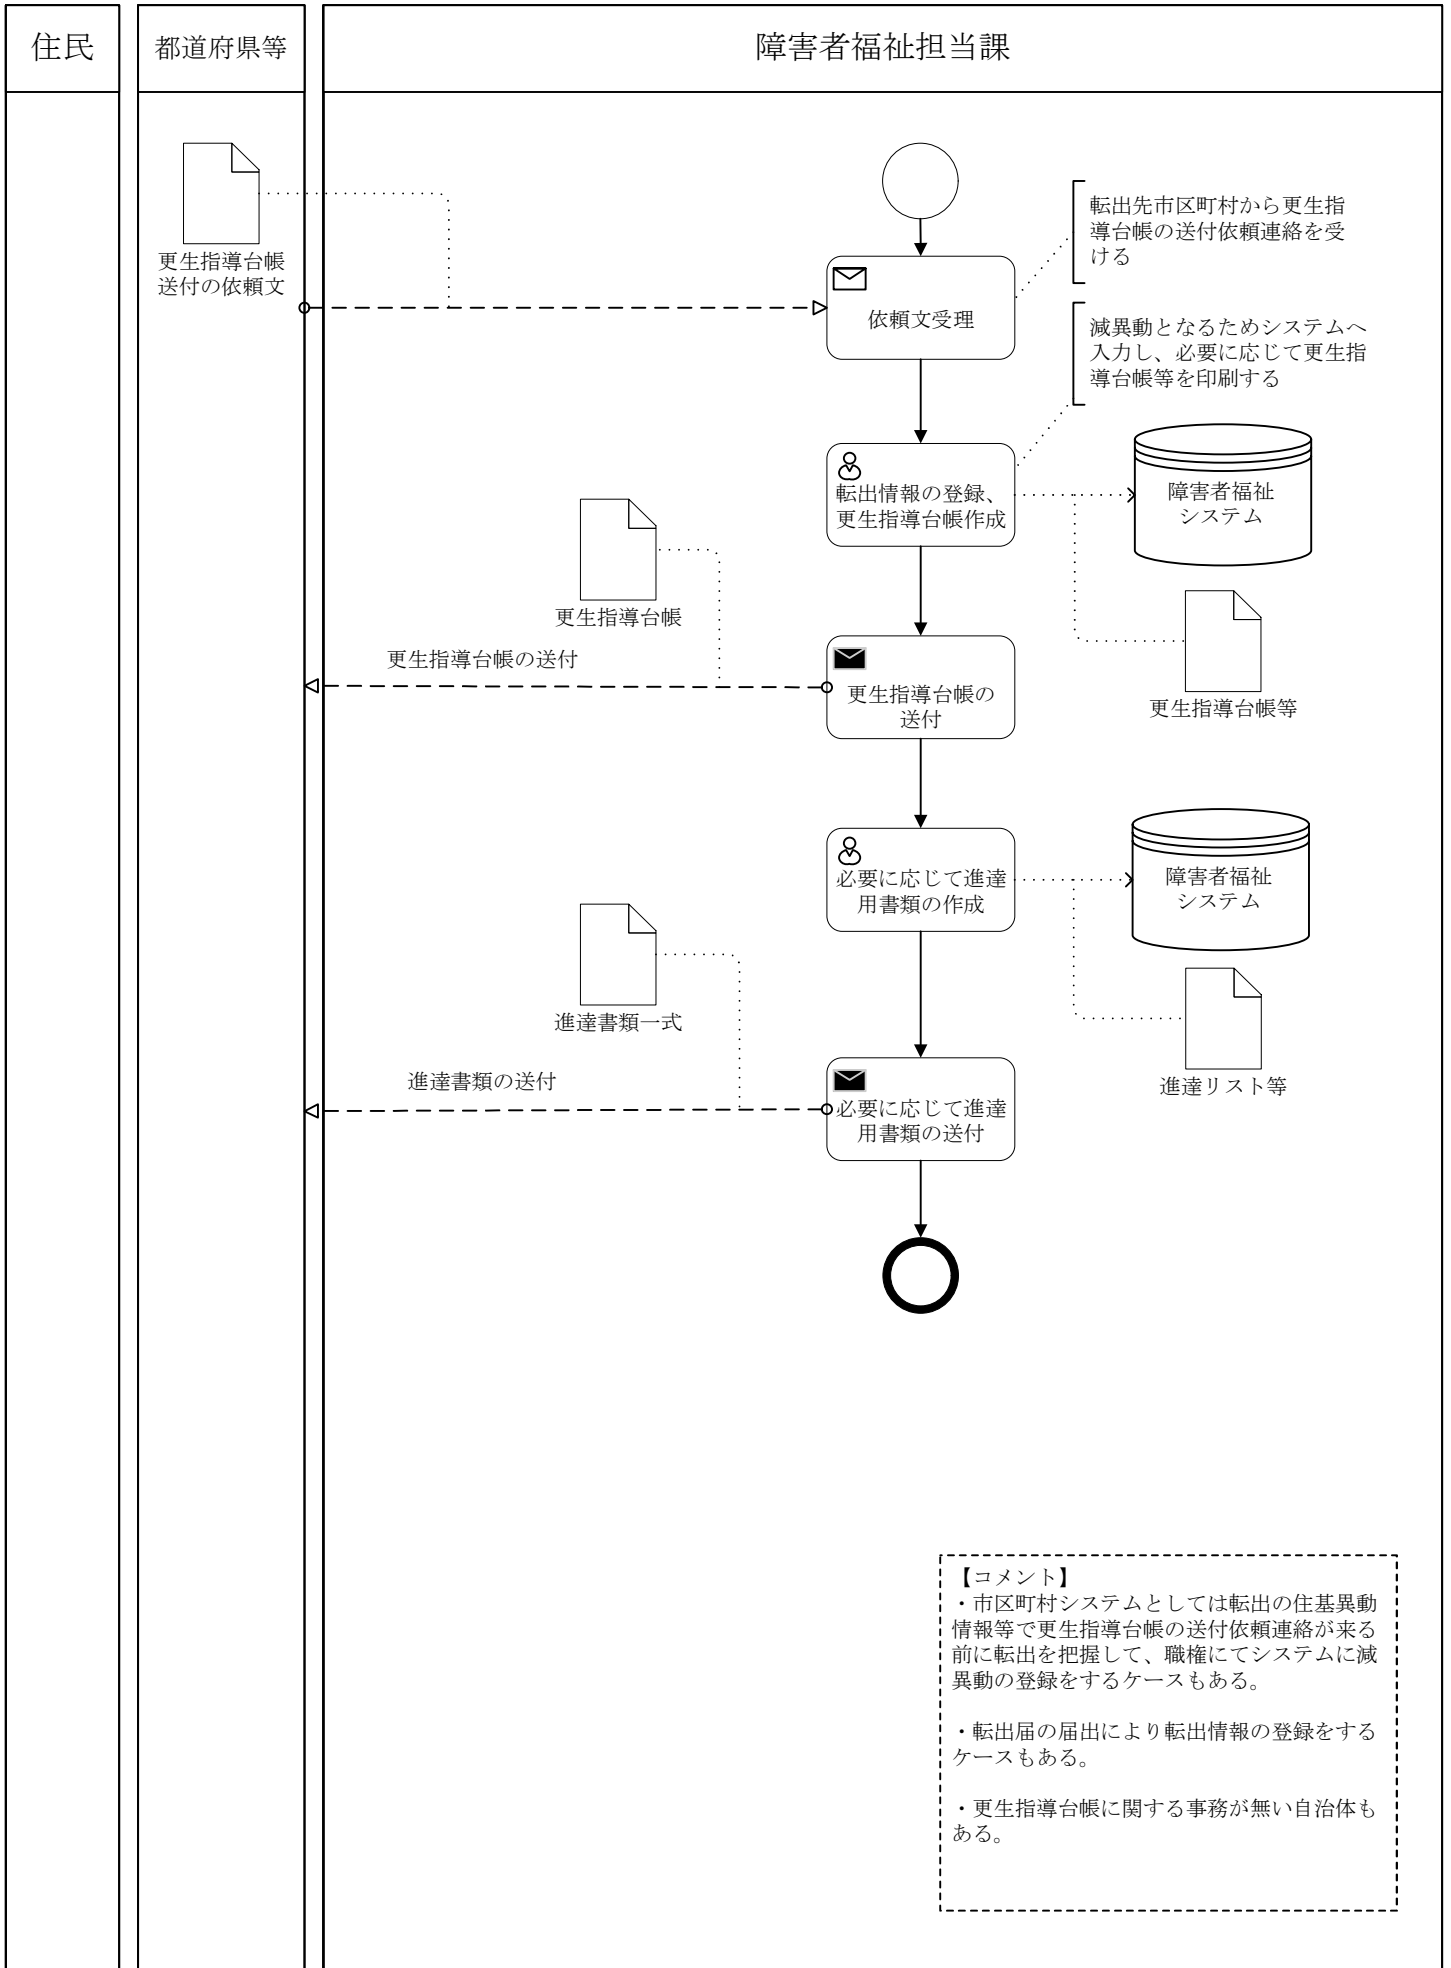 住民
都道府県等
障害者福祉担当課
更生指導台帳
送付の依頼文
転出先市区町村から更生指
導台帳の送付依頼連絡を受
ける
依頼文受理
減異動となるためシステムへ
入力し、必要に応じて更生指
導台帳等を印刷する
転出情報の登録、
更生指導台帳作成
障害者福祉
システム
更生指導台帳
更生指導台帳等
更生指導台帳の送付
更生指導台帳の
送付
必要に応じて進達
用書類の作成
障害者福祉
システム
進達書類一式
進達リスト等
進達書類の送付
必要に応じて進達
用書類の送付
【コメント】
・市区町村システムとしては転出の住基異動
情報等で更生指導台帳の送付依頼連絡が来る
前に転出を把握して、職権にてシステムに減
異動の登録をするケースもある。
・転出届の届出により転出情報の登録をする
ケースもある。
・更生指導台帳に関する事務が無い自治体も
ある。